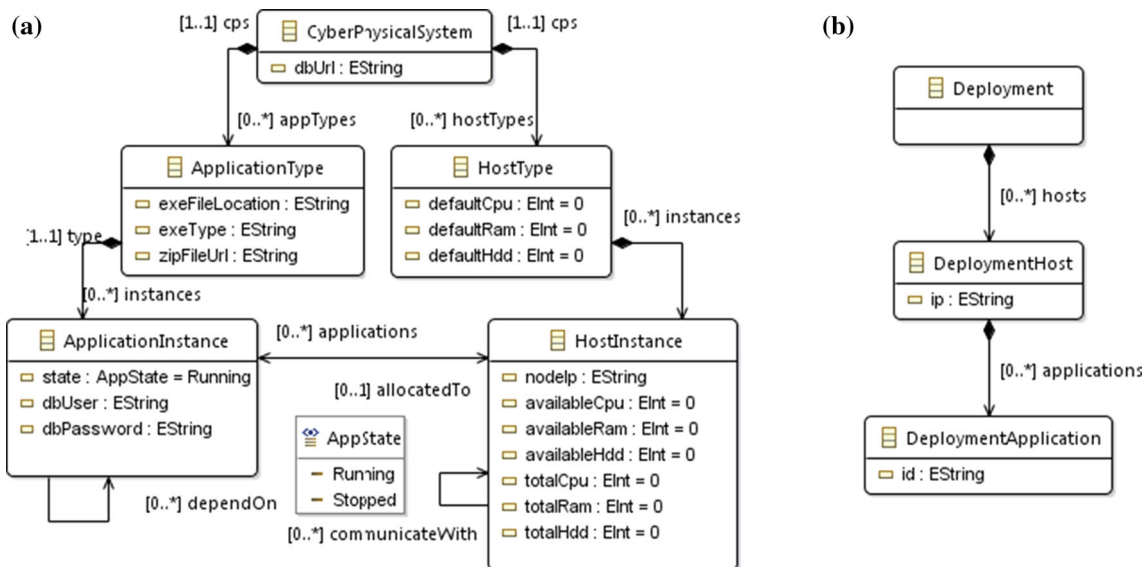 (a)
[1..1] cps
[1..1] cps
CyberPhysicalSystem
dbUrl : EString
[0..*] appTypes
[0..*] hostTypes
ApplicationType
exeFileLocation : EString
exeType : EString
zipFileUrl : EString
HostType
defaultCpu : EInt = 0
defaultRam : EInt = 0
defaultHdd : EInt = 0
[0..*] instances
[1..1] type
[0..*] instances
ApplicationInstance
state : AppState = Running
dbUser : EString
dbPassword : EString
[0..*] applications
[0..1] allocatedTo
HostInstance
nodeIp : EString
availableCpu : EInt = 0
availableRam : EInt = 0
availableHdd : EInt = 0
totalCpu : EInt = 0
totalRam : EInt = 0
totalHdd : EInt = 0
AppState
Running
Stopped
[0..*] dependOn
[0..*] communicateWith
(b)
Deployment
[0..*] hosts
DeploymentHost
ip : EString
[0..*] applications
DeploymentApplication
id : EString